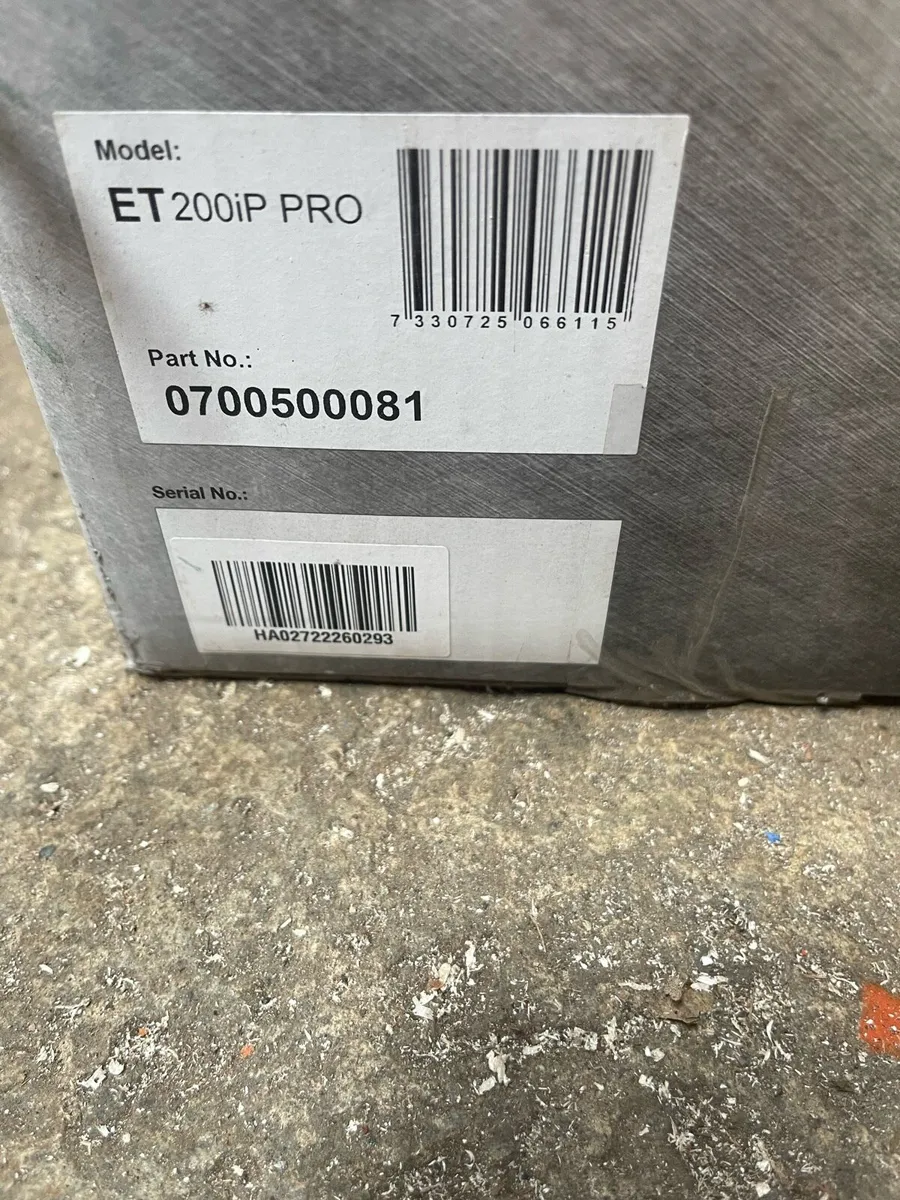 Model:
ET 200iP PRO
7 330725 066115
Part No.:
0700500081
Serial No.:
HA02722260293